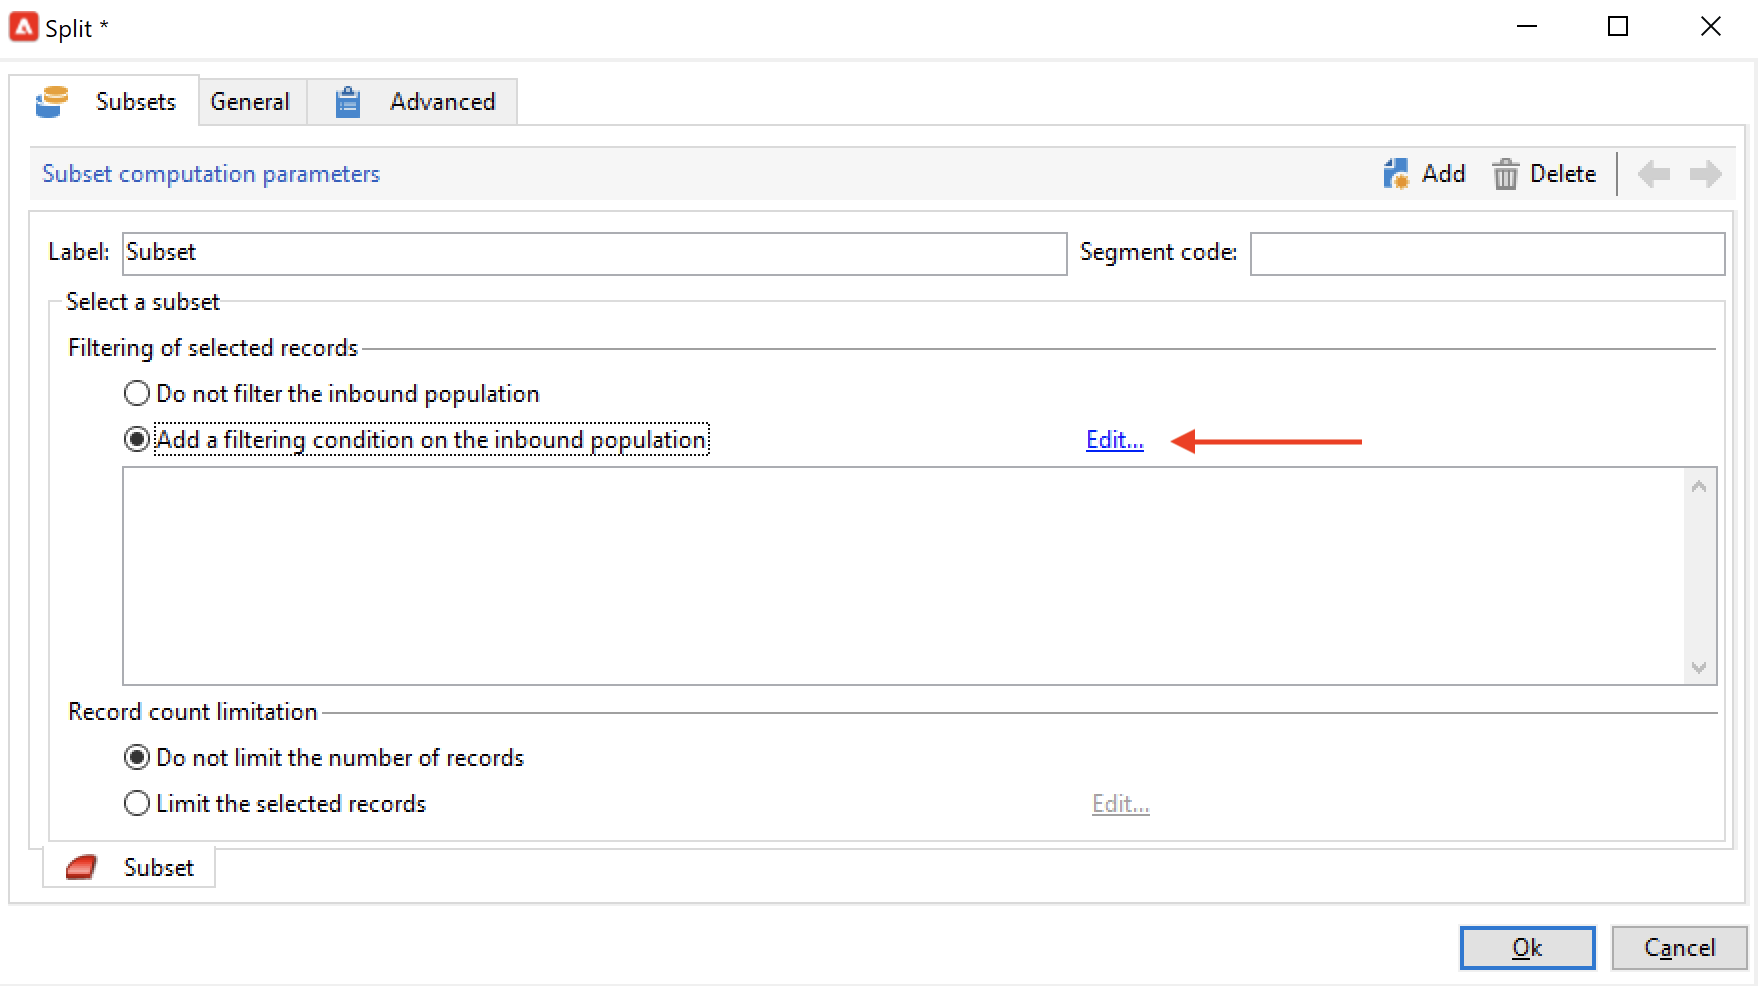 Split *
Subsets General Advanced
Subset computation parameters Add Delete
Label: Subset Segment code:
Select a subset
Filtering of selected records
Do not filter the inbound population
Add a filtering condition on the inbound population Edit...
Record count limitation
Do not limit the number of records
Limit the selected records Edit...
Subset
Ok Cancel